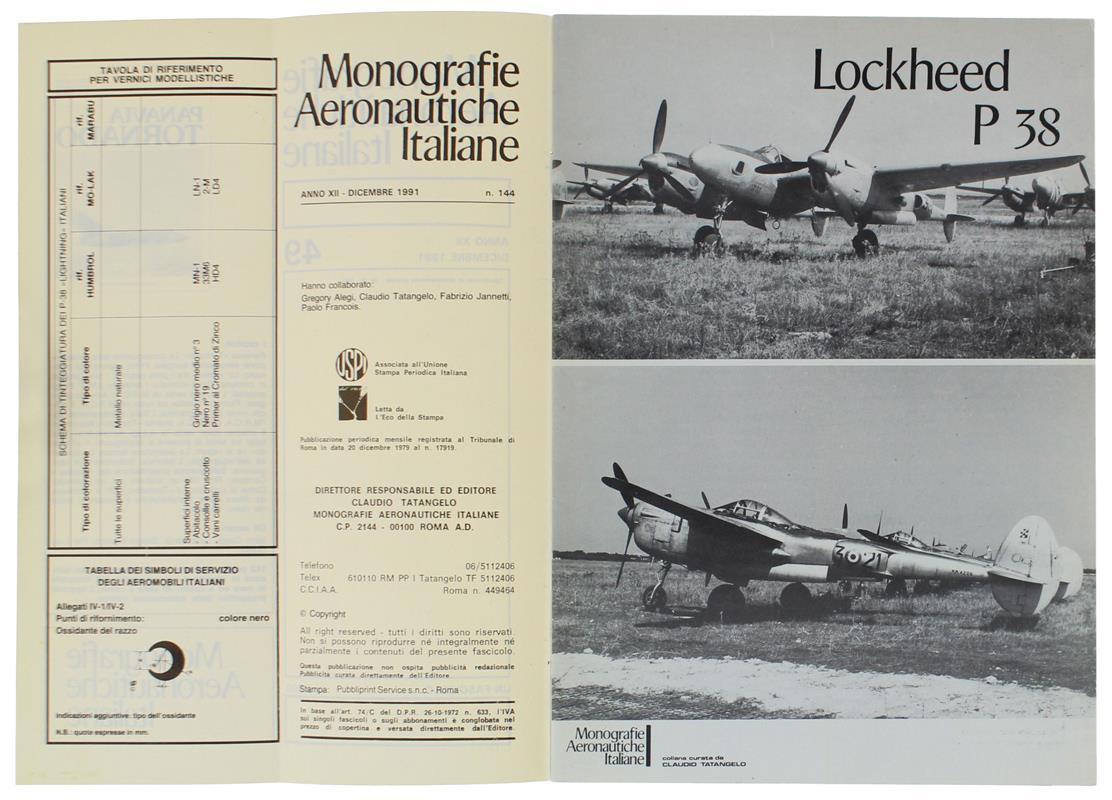 TAVOLA DI RIFERIMENTO
PER VERNICI MODELLISTICHE
SCHEMA DI TINTEGGIATURA DEI P-38 «LIGHTNING» ITALIANI
Tipo di colorazione
Tipo di colore
rif.
HUMBROL
rif.
MO-LAK
rif.
MARABU
Tutte le superfici
Metallo naturale
Superfici interne
- Abitacolo
Grigio nero medio n° 3
MN-1
LN-1
- Consolle e cruscotto
Nero n° 19
33M6
2-M
- Vani carrelli
Primer al Cromato di Zinco
HD4
LD4
TABELLA DEI SIMBOLI DI SERVIZIO
DEGLI AEROMOBILI ITALIANI
Allegati IV-1/IV-2
Punti di rifornimento: colore nero
Ossidante del razzo
Indicazioni aggiuntive: tipo dell'ossidante
N.B.: quote espresse in mm.
Monografie
Aeronautiche
Italiane
ANNO XII - DICEMBRE 1991 n. 144
Hanno collaborato:
Gregory Alegi, Claudio Tatangelo, Fabrizio Jannetti,
Paolo Francois.
USPI
Associata all'Unione
Stampa Periodica Italiana
Letta da
L'Eco della Stampa
Pubblicazione periodica mensile registrata al Tribunale di
Roma in data 20 dicembre 1979 al n. 17919.
DIRETTORE RESPONSABILE ED EDITORE
CLAUDIO TATANGELO
MONOGRAFIE AERONAUTICHE ITALIANE
C.P. 2144 - 00100 ROMA A.D.
Telefono 06/5112406
Telex 610110 RM PP I Tatangelo TF 5112406
C.C.I.A.A. Roma n. 449464
© Copyright
All right reserved - tutti i diritti sono riservati.
Non si possono riprodurre né integralmente né
parzialmente i contenuti del presente fascicolo.
Questa pubblicazione non ospita pubblicità redazionale
Pubblicita curata direttamente dell'Editore.
Stampa: Pubbliprint Service s.n.c. - Roma
In base all'art. 74/C del D.P.R. 26-10-1972 n. 633, l'IVA
sui singoli fascicoli o sugli abbonamenti è conglobata nel
prezzo di copertina e versata direttamente dall'Editore.
Lockheed
P 38
3 21
Monografie
Aeronautiche
Italiane
collana curata da
CLAUDIO TATANGELO